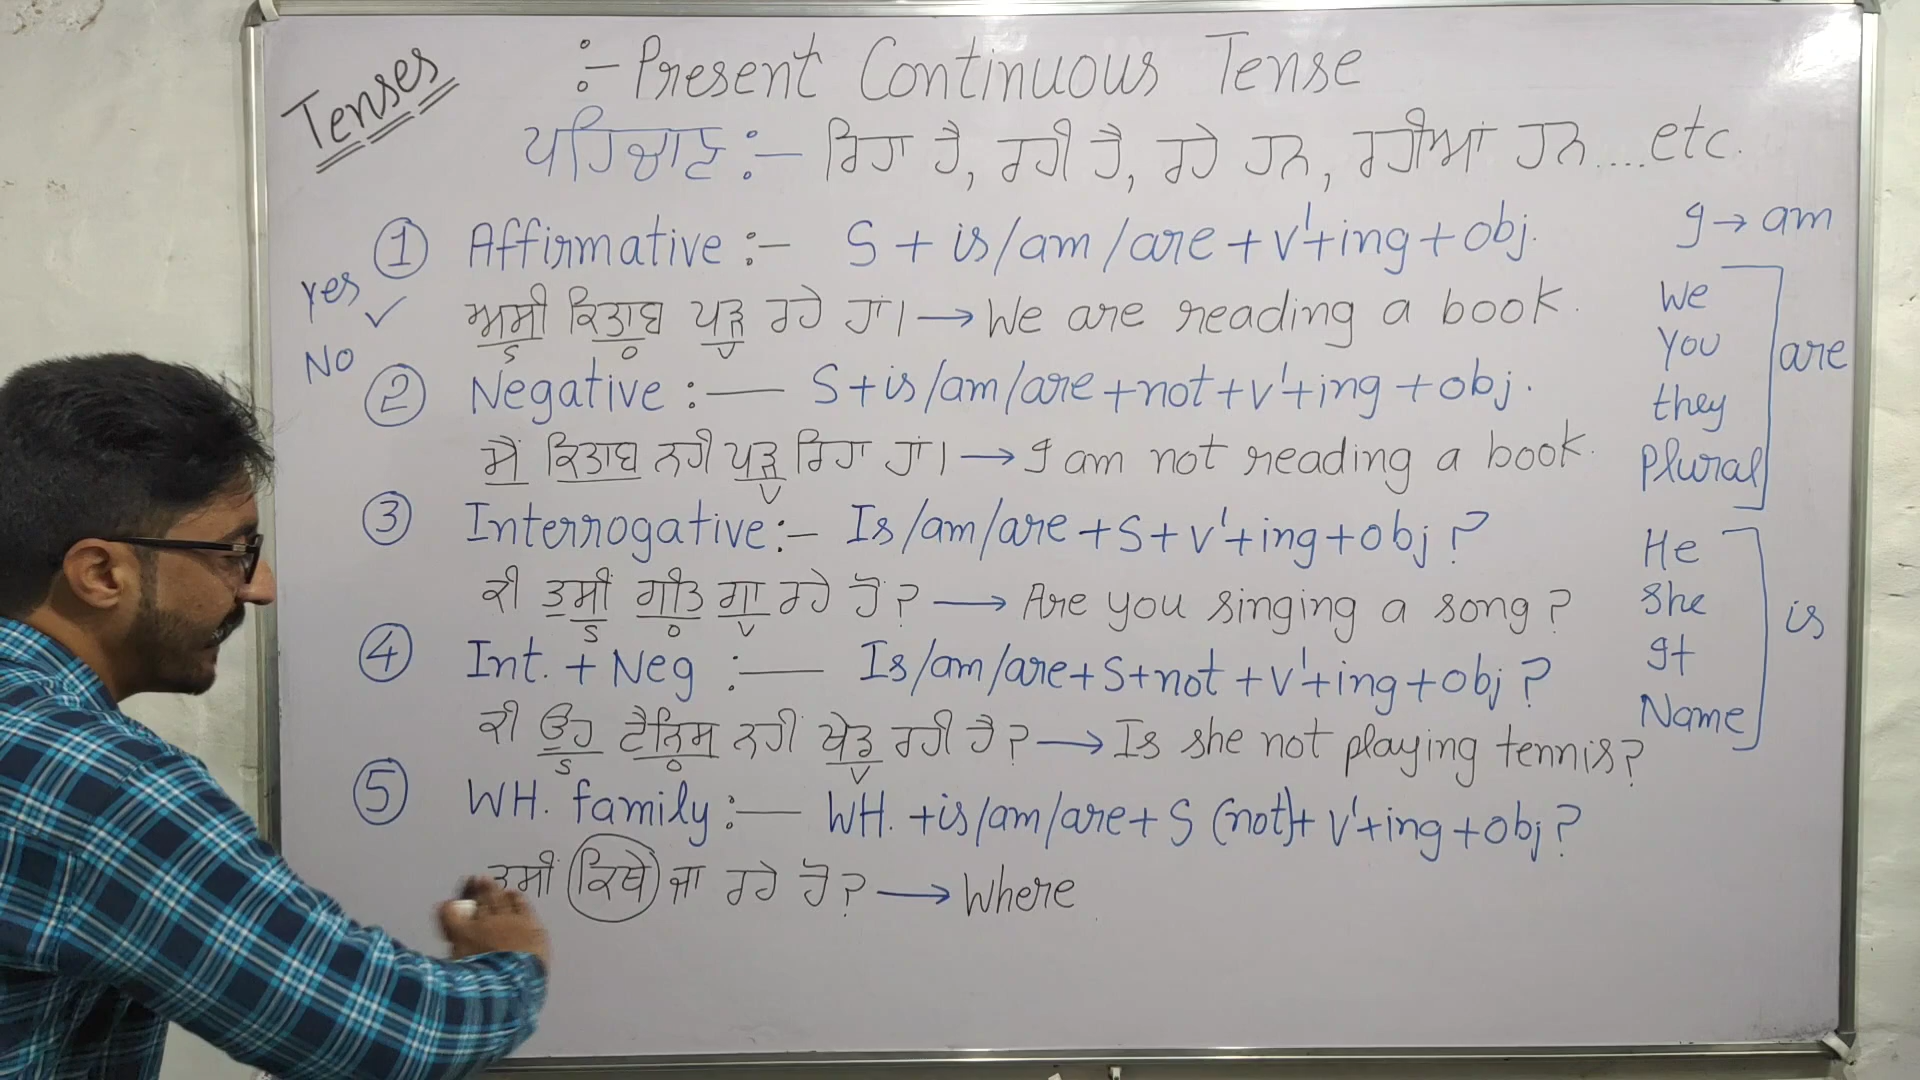 Tenses
:- Present Continuous Tense
ਪਹਿਚਾਣ :- ਰਿਹਾ ਹੈ, ਰਹੀ ਹੈ, ਰਹੇ ਹਨ, ਰਹੀਆਂ ਹਨ....etc.
① Affirmative :- S + is/am/are + V¹+ing + obj.
Yes ✓
No
ਅਸੀਂ ਕਿਤਾਬ ਪੜ੍ਹ ਰਹੇ ਹਾਂ। → We are reading a book.
S O V
② Negative :— S+is/am/are+not+V¹+ing+obj.
ਮੈਂ ਕਿਤਾਬ ਨਹੀਂ ਪੜ੍ਹ ਰਿਹਾ ਹਾਂ। → I am not reading a book.
V
③ Interrogative:- Is/am/are+S+V¹+ing+obj?
ਕੀ ਤੁਸੀਂ ਗੀਤ ਗਾ ਰਹੇ ਹੋ? → Are you singing a song?
S O V
④ Int. + Neg :— Is/am/are+S+not+V¹+ing+obj?
ਕੀ ਉਹ ਟੈਨਿਸ ਨਹੀਂ ਖੇਡ ਰਹੀ ਹੈ? → Is she not playing tennis?
S O V
⑤ WH. family:— WH.+is/am/are+S (not)+V¹+ing+obj?
ਤੁਸੀਂ ਕਿਥੇ ਜਾ ਰਹੇ ਹੋ? → Where
I → am
We
You
they
Plural
are
He
She
It
Name
is